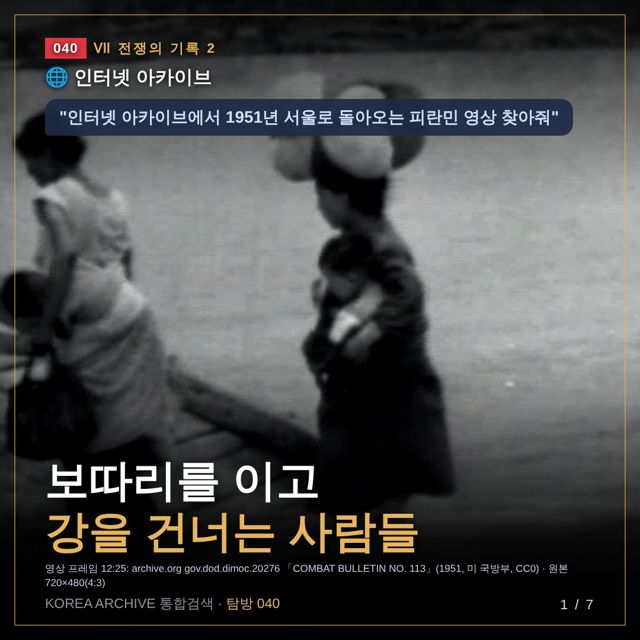 040 Ⅶ 전쟁의 기록 2
🌐 인터넷 아카이브
"인터넷 아카이브에서 1951년 서울로 돌아오는 피란민 영상 찾아줘"
보따리를 이고
강을 건너는 사람들
영상 프레임 12:25: archive.org gov.dod.dimoc.20276 「COMBAT BULLETIN NO. 113」(1951, 미 국방부, CC0) · 원본
720×480(4:3)
KOREA ARCHIVE 통합검색 · 탐방 040
1 / 7